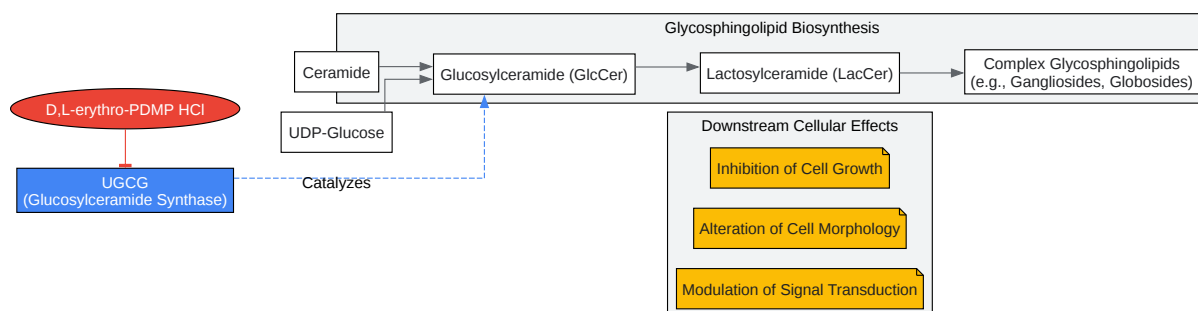 Glycosphingolipid Biosynthesis
Ceramide
Glucosylceramide (GlcCer)
Lactosylceramide (LacCer)
Complex Glycosphingolipids
(e.g., Gangliosides, Globosides)
D,L-erythro-PDMP HCl
UDP-Glucose
Downstream Cellular Effects
Inhibition of Cell Growth
UGCG
(Glucosylceramide Synthase)
Catalyzes
Alteration of Cell Morphology
Modulation of Signal Transduction